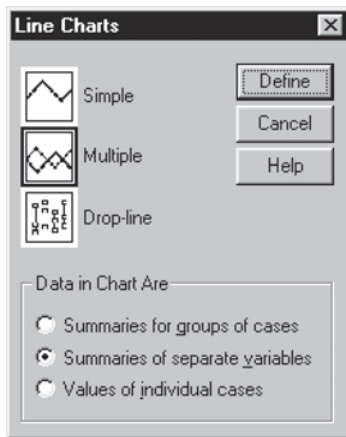 Line Charts
Simple
Define
Cancel
Multiple
Help
Drop-line
Data in Chart Are
Summaries for groups of cases
Summaries of separate variables
Values of individual cases